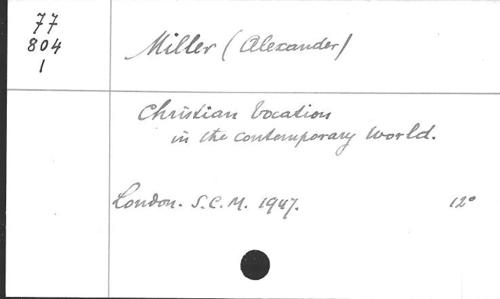 77
804
1
Miller (Alexander)
Christian Vocation
in the contemporary world.
London. S.C.M. 1947.
12°